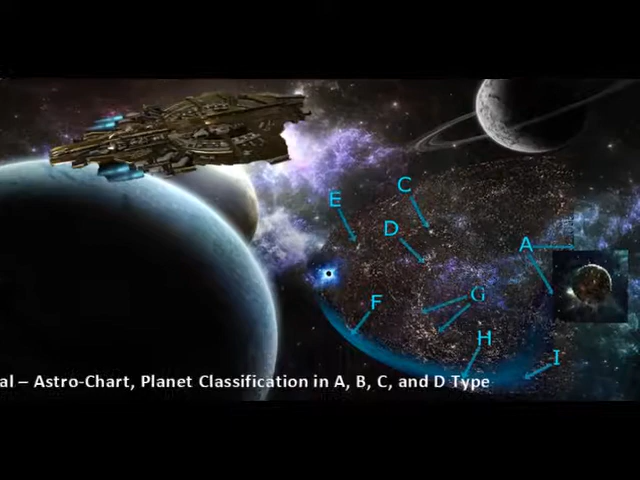 C
E
D
A
G
F
H
I
al – Astro-Chart, Planet Classification in A, B, C, and D Type